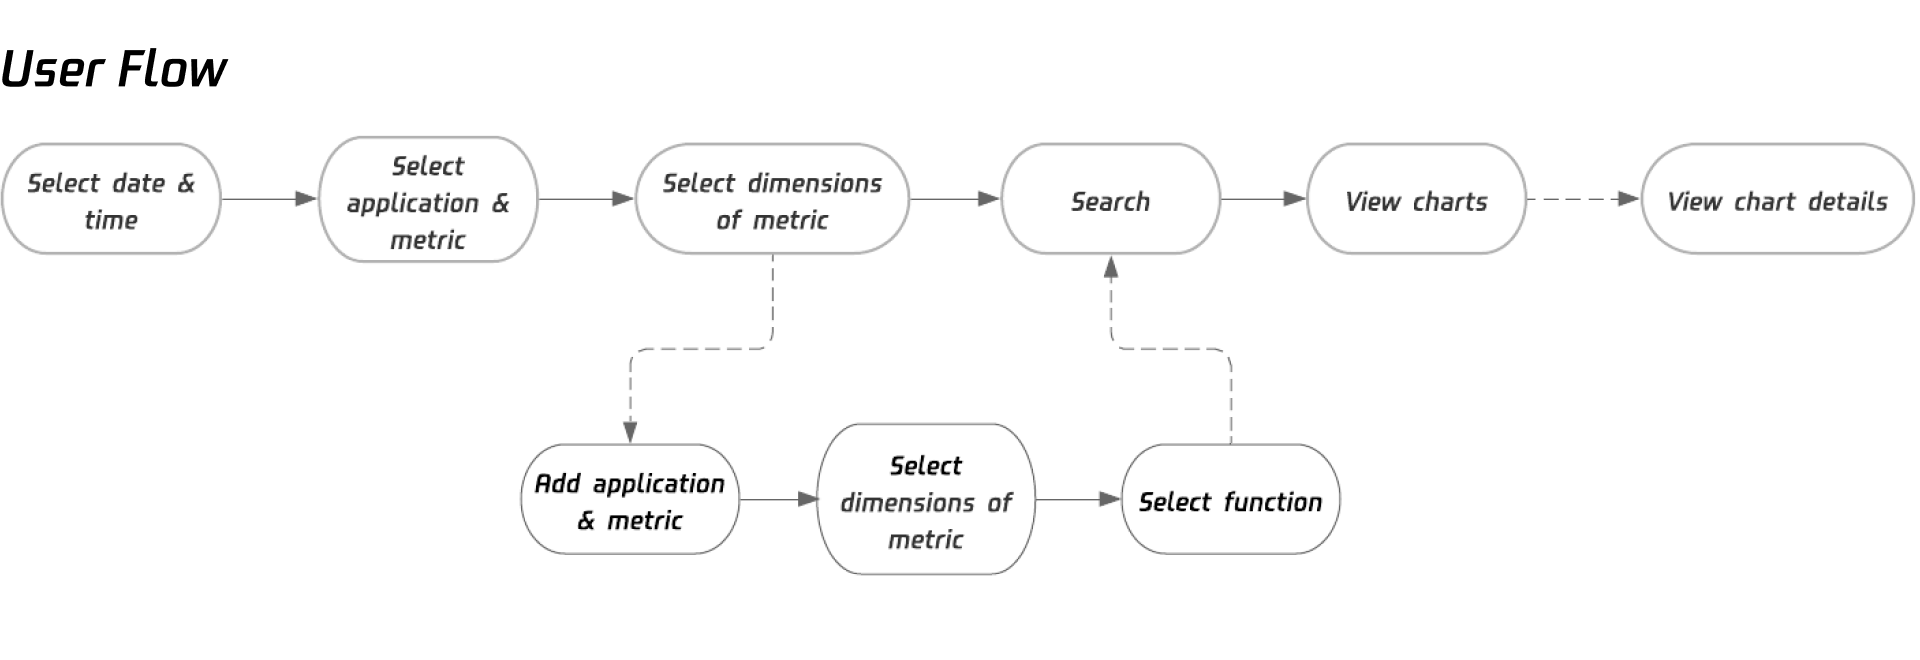 User Flow
Select date &
time
Select
application &
metric
Select dimensions
of metric
Search
View charts
View chart details
Add application
& metric
Select
dimensions of
metric
Select function